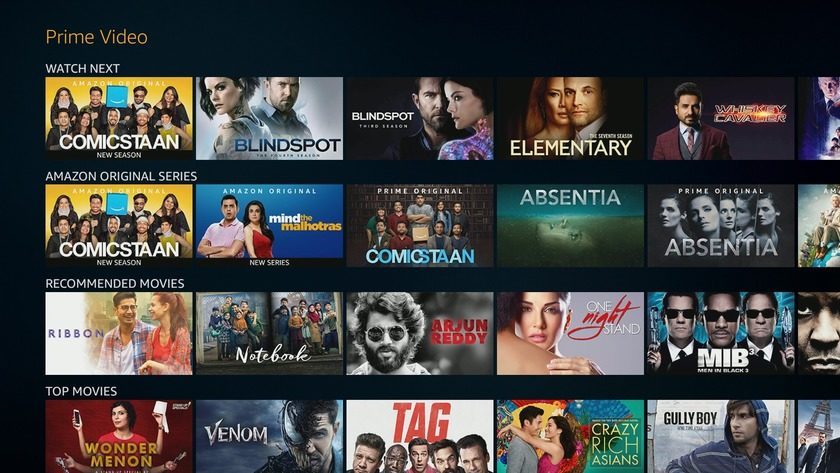 Prime Video
WATCH NEXT
AMAZON ORIGINAL
COMICSTAAN
NEW SEASON
BLINDSPOT
THE FOURTH SEASON
BLINDSPOT
THIRD SEASON
THE SEVENTH SEASON
ELEMENTARY
WHISKEY
CAVALIER
AMAZON ORIGINAL SERIES
AMAZON ORIGINAL
COMICSTAAN
NEW SEASON
AMAZON ORIGINAL
mind the
malhotras
NEW SERIES
PRIME ORIGINAL
COMICSTAAN
ABSENTIA
PRIME ORIGINAL
ABSENTIA
RECOMMENDED MOVIES
RIBBON
Notebook
ARJUN
REDDY
ONE
night
STAND
MIB3
MEN IN BLACK 3
TOP MOVIES
WONDER
MENON
VENOM
TAG
CRAZY
RICH
ASIANS
GULLY BOY